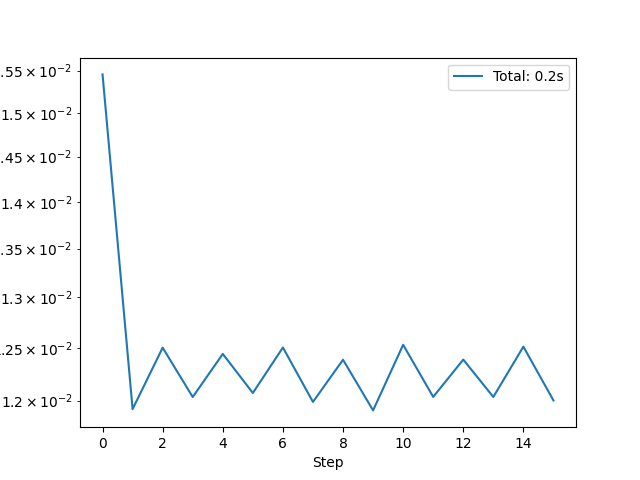 .55 × 10⁻²
1.5 × 10⁻²
.45 × 10⁻²
1.4 × 10⁻²
.35 × 10⁻²
1.3 × 10⁻²
.25 × 10⁻²
1.2 × 10⁻²
Total: 0.2s
0 2 4 6 8 10 12 14
Step